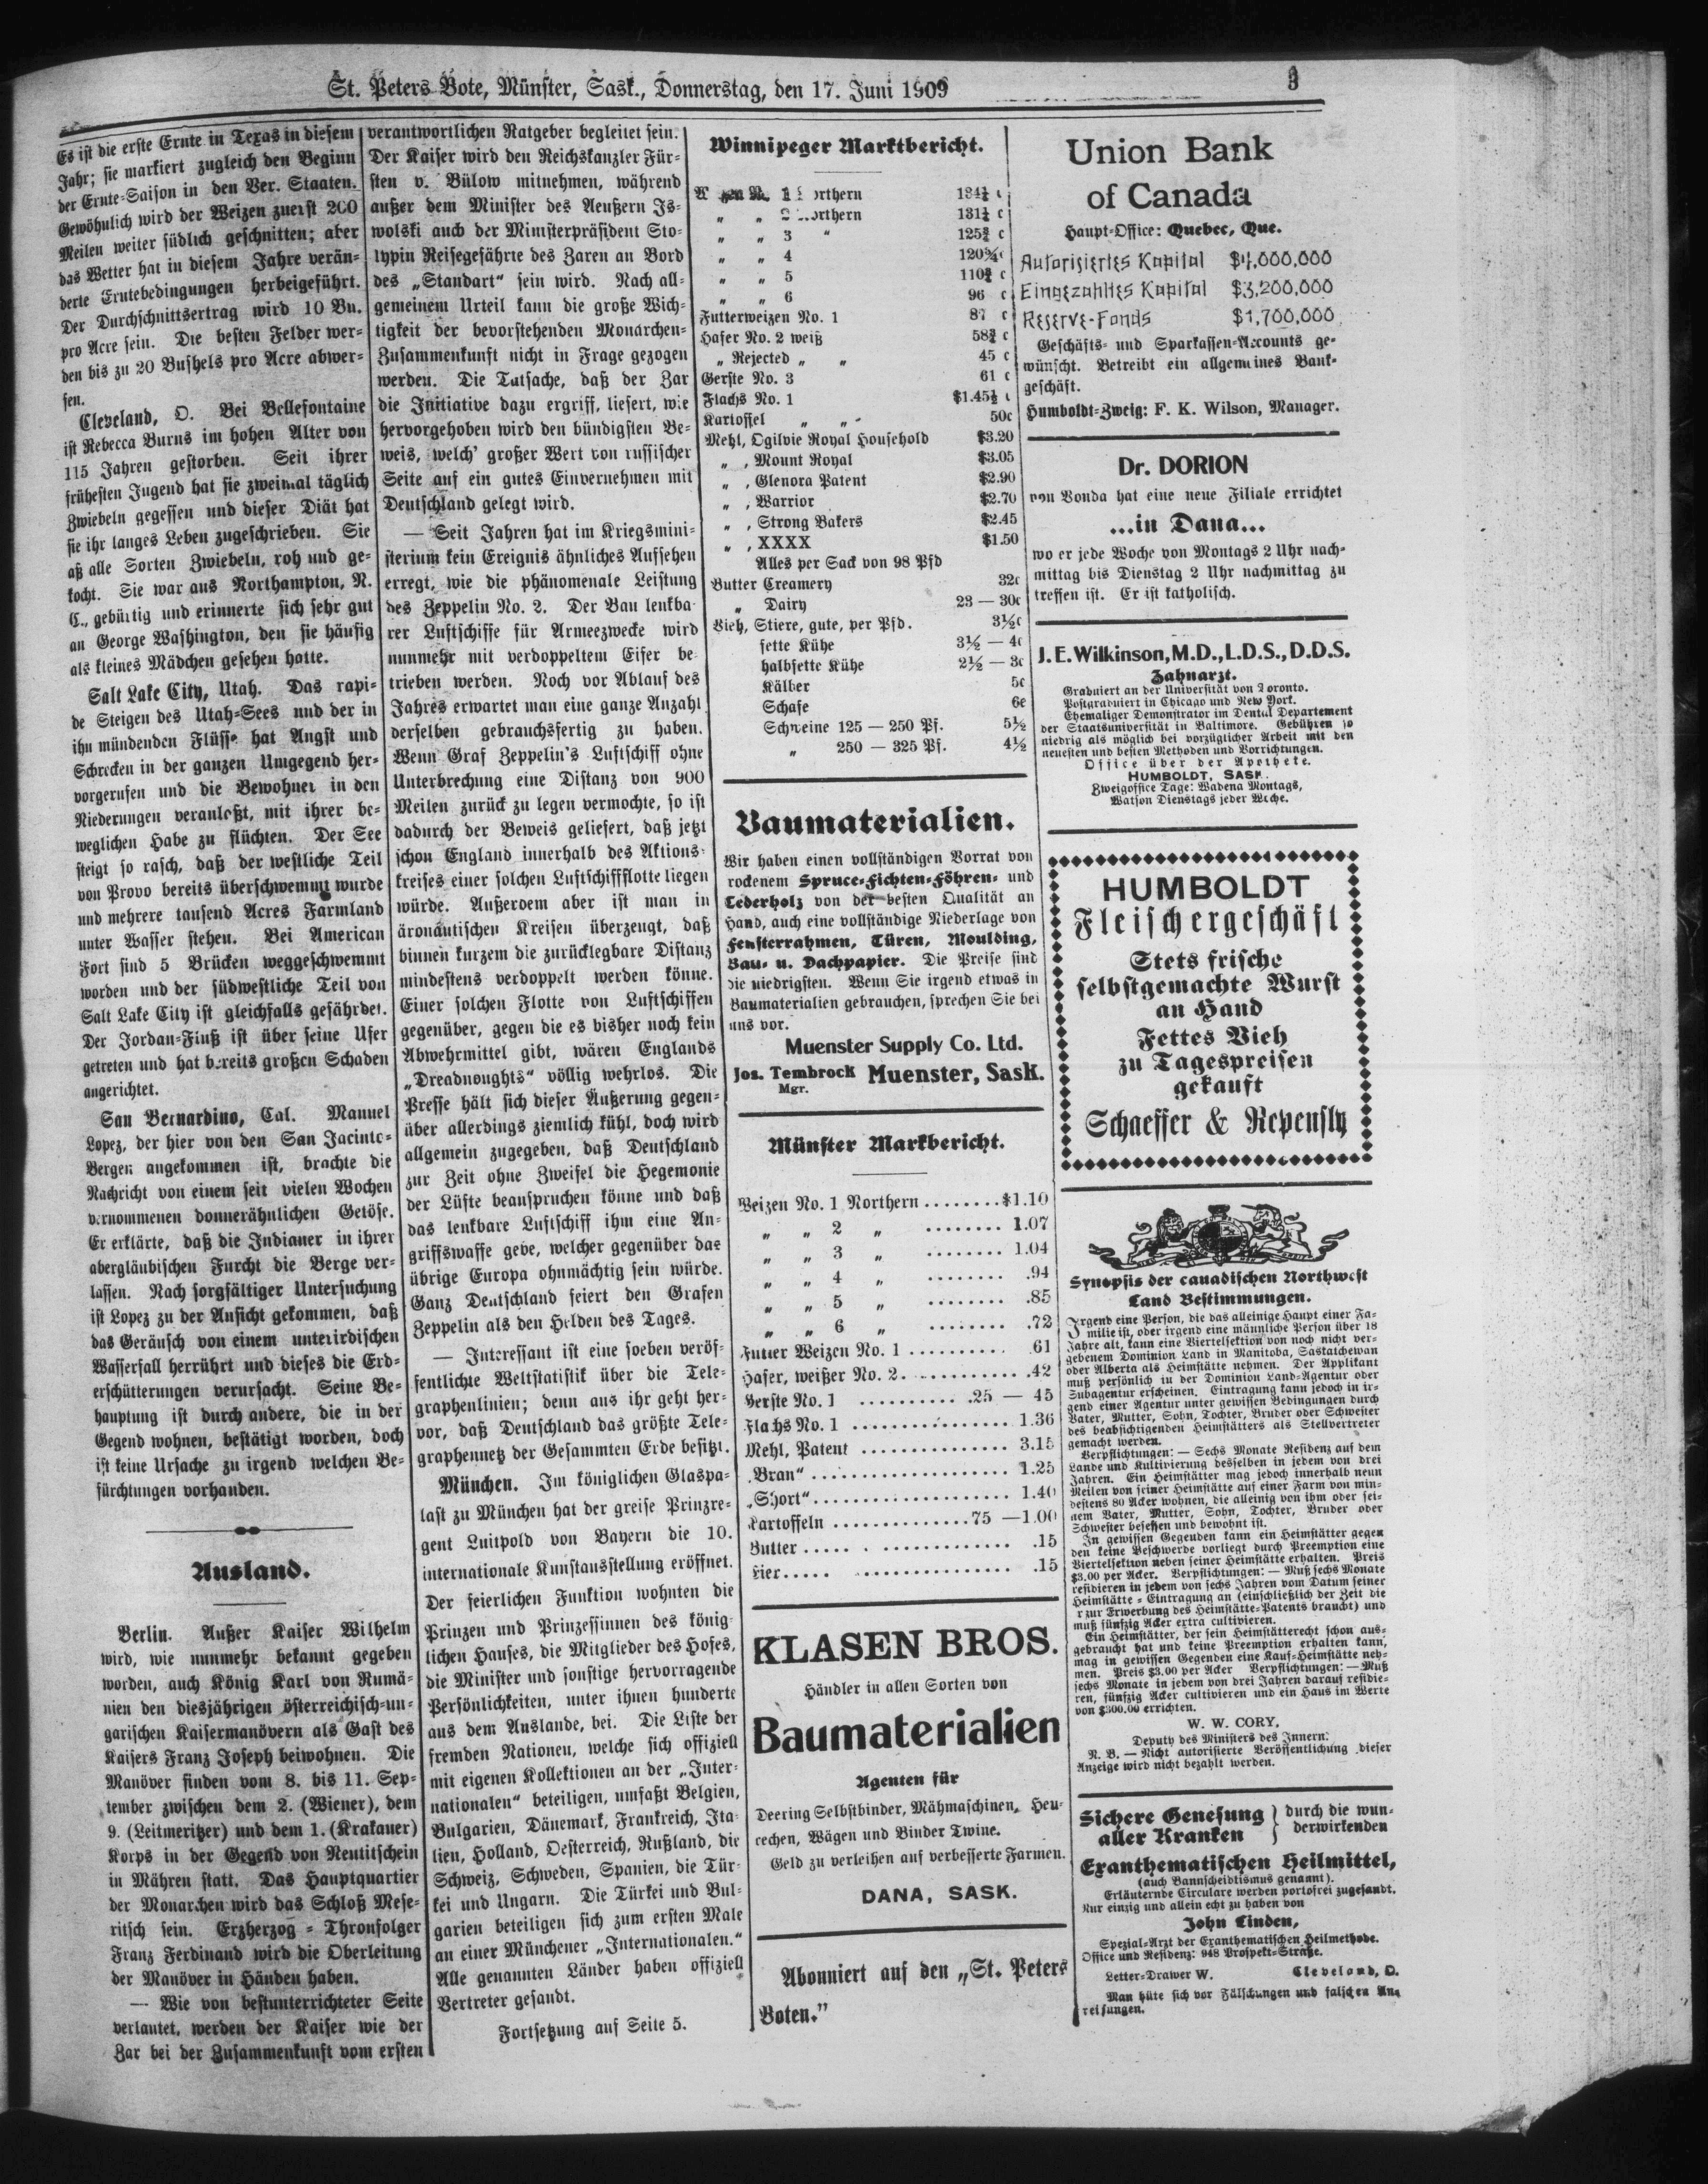 St. Peters Bote, Münster, Sask., Donnerstag, den 17. Juni 1909
3
Es ist die erste Ernte in Texas in diesem
Jahr; sie markiert zugleich den Beginn
der Ernte-Saison in den Ver. Staaten.
Gewöhnlich wird der Weizen zuerst 200
Meilen weiter südlich geschnitten; aber
das Wetter hat in diesem Jahre verän-
derte Erntebedingungen herbeigeführt.
Der Durchschnittsertrag wird 10 Bu.
pro Acre sein. Die besten Felder wer-
den bis zu 20 Bushels pro Acre abwer-
fen.
Cleveland, O. Bei Bellefontaine
ist Rebecca Burns im hohen Alter von
115 Jahren gestorben. Seit ihrer
frühesten Jugend hat sie zweimal täglich
Zwiebeln gegessen und dieser Diät hat
sie ihr langes Leben zugeschrieben. Sie
aß alle Sorten Zwiebeln, roh und ge-
kocht. Sie war aus Northampton, N.
C., gebürtig und erinnerte sich sehr gut
an George Washington, den sie häufig
als kleines Mädchen gesehen hatte.
Salt Lake City, Utah. Das rapi-
de Steigen des Utah-Sees und der in
ihn mündenden Flüsse hat Angst und
Schrecken in der ganzen Umgegend her-
vorgerufen und die Bewohner in den
Niederungen veranloßt, mit ihrer be-
weglichen Habe zu flüchten. Der See
steigt so rasch, daß der westliche Teil
von Provo bereits überschwemmt wurde
und mehrere tausend Acres Farmland
unter Wasser stehen. Bei American
Fort sind 5 Brücken weggeschwemmt
worden und der südwestliche Teil von
Salt Lake City ist gleichfalls gefährdet.
Der Jordan-Fluß ist über seine Ufer
getreten und hat bereits großen Schaden
angerichtet.
San Bernardino, Cal. Manuel
Lopez, der hier von den San Jacinto-
Bergen angekommen ist, brachte die
Nachricht von einem seit vielen Wochen
vernommenen donnerähnlichen Getöse.
Er erklärte, daß die Indianer in ihrer
abergläubischen Furcht die Berge ver-
lassen. Nach sorgfältiger Untersuchung
ist Lopez zu der Ansicht gekommen, daß
das Geräusch von einem unterirdischen
Wasserfall herrührt und dieses die Erd-
erschütterungen verursacht. Seine Be-
hauptung ist durch andere, die in der
Gegend wohnen, bestätigt worden, doch
ist keine Ursache zu irgend welchen Be-
fürchtungen vorhanden.
Ausland.
Berlin. Außer Kaiser Wilhelm
wird, wie nunmehr bekannt gegeben
worden, auch König Karl von Rumä-
nien den diesjährigen österreichisch-un-
garischen Kaisermanövern als Gast des
Kaisers Franz Joseph beiwohnen. Die
Manöver finden vom 8. bis 11. Sep-
tember zwischen dem 2. (Wiener), dem
9. (Leitmeritzer) und dem 1. (Krakauer)
Korps in der Gegend von Neutitschein
in Mähren statt. Das Hauptquartier
der Monarchen wird das Schloß Mese-
ritsch sein. Erzherzog-Thronfolger
Franz Ferdinand wird die Oberleitung
der Manöver in Händen haben.
— Wie von bestunterrichteter Seite
verlautet, werden der Kaiser wie der
Zar bei der Zusammenkunft vom ersten
verantwortlichen Ratgeber begleitet sein.
Der Kaiser wird den Reichskanzler Für-
sten v. Bülow mitnehmen, während
außer dem Minister des Aeußern Is-
wolski auch der Ministerpräsident Sto-
lypin Reisegefährte des Zaren an Bord
des „Standart“ sein wird. Nach all-
gemeinem Urteil kann die große Wich-
tigkeit der bevorstehenden Monarchen-
Zusammenkunft nicht in Frage gezogen
werden. Die Tatsache, daß der Zar
die Initiative dazu ergriff, liefert, wie
hervorgehoben wird den bündigsten Be-
weis, welch' großer Wert von russischer
Seite auf ein gutes Einvernehmen mit
Deutschland gelegt wird.
— Seit Jahren hat im Kriegsmini-
sterium kein Ereignis ähnliches Aufsehen
erregt, wie die phänomenale Leistung
des Zeppelin No. 2. Der Bau lenkba-
rer Luftschiffe für Armeezwecke wird
nunmehr mit verdoppeltem Eifer be-
trieben werden. Noch vor Ablauf des
Jahres erwartet man eine ganze Anzahl
derselben gebrauchsfertig zu haben.
Wenn Graf Zeppelin's Luftschiff ohne
Unterbrechung eine Distanz von 900
Meilen zurück zu legen vermochte, so ist
dadurch der Beweis geliefert, daß jetzt
schon England innerhalb des Aktions-
kreises einer solchen Luftschiffflotte liegen
würde. Außerdem aber ist man in
äronautischen Kreisen überzeugt, daß
binnen kurzem die zurücklegbare Distanz
mindestens verdoppelt werden könne.
Einer solchen Flotte von Luftschiffen
gegenüber, gegen die es bisher noch kein
Abwehrmittel gibt, wären Englands
„Dreadnoughts“ völlig wehrlos. Die
Presse hält sich dieser Äußerung gegen-
über allerdings ziemlich kühl, doch wird
allgemein zugegeben, daß Deutschland
zur Zeit ohne Zweifel die Hegemonie
der Lüfte beanspruchen könne und daß
das lenkbare Luftschiff ihm eine An-
griffswaffe gebe, welcher gegenüber das
übrige Europa ohnmächtig sein würde.
Ganz Deutschland feiert den Grafen
Zeppelin als den Helden des Tages.
— Interessant ist eine soeben veröf-
fentlichte Weltstatistik über die Tele-
graphenlinien; denn aus ihr geht her-
vor, daß Deutschland das größte Tele-
graphennetz der Gesammten Erde besitzt.
München. Im königlichen Glaspa-
last zu München hat der greise Prinzre-
gent Luitpold von Bayern die 10.
internationale Kunstausstellung eröffnet.
Der feierlichen Funktion wohnten die
Prinzen und Prinzessinnen des könig-
lichen Hauses, die Mitglieder des Hofes,
die Minister und sonstige hervorragende
Persönlichkeiten, unter ihnen hunderte
aus dem Auslande, bei. Die Liste der
fremden Nationen, welche sich offiziell
mit eigenen Kollektionen an der „Inter-
nationalen“ beteiligen, umfaßt Belgien,
Bulgarien, Dänemark, Frankreich, Ita-
lien, Holland, Oesterreich, Rußland, die
Schweiz, Schweden, Spanien, die Tür-
kei und Ungarn. Die Türkei und Bul-
garien beteiligen sich zum ersten Male
an einer Münchener „Internationalen.“
Alle genannten Länder haben offiziell
Vertreter gesandt.
Fortsetzung auf Seite 5.
Winnipeger Marktbericht.
1 Northern 134½ c
„ „ 2 Northern 131½ c
„ „ 3 “ 125¾ c
„ „ 4 120¾ c
„ „ 5 110¾ c
„ „ 6 96 c
Futterweizen No. 1 87 c
Hafer No. 2 weiß 58¾ c
„ Rejected „ „ 45 c
Gerste No. 3 61 c
Flachs No. 1 $1.45½
Kartoffel „ „ 50c
Mehl, Ogilvie Royal Household $3.20
„ , Mount Royal $3.05
„ , Glenora Patent $2.90
„ , Warrior $2.70
„ , Strong Bakers $2.45
„ , XXXX $1.50
Alles per Sack von 98 Pfd
Butter Creamery 32c
„ Dairy 23 — 30c
Vieh, Stiere, gute, per Pfd. 3½c
fette Kühe 3½ — 4c
halbfette Kühe 2½ — 3c
Kälber 5c
Schafe 6c
Schweine 125 — 250 Pf. 5½
„ 250 — 325 Pf. 4½
Baumaterialien.
Wir haben einen vollständigen Vorrat von
rockenem Spruce-Fichten-Föhren- und
Cederholz von der besten Qualität an
Hand, auch eine vollständige Niederlage von
Fensterrahmen, Türen, Moulding,
Bau- u. Dachpapier. Die Preise sind
die niedrigsten. Wenn Sie irgend etwas in
Baumaterialien gebrauchen, sprechen Sie bei
uns vor.
Muenster Supply Co. Ltd.
Jos. Tembrock Muenster, Sask.
Mgr.
Münster Markbericht.
Weizen No. 1 Northern ........ $1.10
„ „ 2 „ ........ 1.07
„ „ 3 „ ........ 1.04
„ „ 4 „ ........ .94
„ „ 5 „ ........ .85
„ „ 6 „ ........ .72
Futter Weizen No. 1 .......... .61
Hafer, weißer No. 2 .......... .42
Gerste No. 1 .......... .25 — 45
Flachs No. 1 ................ 1.36
Mehl, Patent ............... 3.15
„Bran“ .................... 1.25
„Short“ .................... 1.40
Kartoffeln .............. 75 —1.00
Butter ..... .............. .15
Eier ..... ................ .15
KLASEN BROS.
Händler in allen Sorten von
Baumaterialien
Agenten für
Deering Selbstbinder, Mähmaschinen, Heu-
rechen, Wägen und Binder Twine.
Geld zu verleihen auf verbesserte Farmen.
DANA, SASK.
Abonniert auf den „St. Peters
Boten.”
Union Bank
of Canada
Haupt-Office: Quebec, Que.
Autorisiertes Kapital $4,000,000
Eingezahltes Kapital $3,200,000
Reserve-Fonds $1,700,000
Geschäfts- und Sparkassen-Accounts ge-
wünscht. Betreibt ein allgemeines Bank-
geschäft.
Humboldt-Zweig: F. K. Wilson, Manager.
Dr. DORION
von Vonda hat eine neue Filiale errichtet
...in Dana...
wo er jede Woche von Montags 2 Uhr nach-
mittag bis Dienstag 2 Uhr nachmittag zu
treffen ist. Er ist katholisch.
J. E. Wilkinson, M.D., L.D.S., D.D.S.
Zahnarzt.
Graduiert an der Universität von Toronto.
Postgraduiert in Chicago und New York.
Ehemaliger Demonstrator im Dental Departement
der Staatsuniversität in Baltimore. Gebühren so
niedrig als möglich bei vorzüglicher Arbeit mit den
neuesten und besten Methoden und Vorrichtungen.
Office über der Apotheke.
HUMBOLDT, SASK.
Zweigoffice Tage: Wadena Montags,
Watson Dienstags jeder Woche.
HUMBOLDT
Fleischergeschäft
Stets frische
selbstgemachte Wurst
an Hand
Fettes Vieh
zu Tagespreisen
gekauft
Schaeffer & Repensly
Synopsis der canadischen Northwest
Land Bestimmungen.
Irgend eine Person, die das alleinige Haupt einer Fa-
milie ist, oder irgend eine männliche Person über 18
Jahre alt, kann eine Viertelsektion von noch nicht ver-
gebenem Dominion Land in Manitoba, Saskatchewan
oder Alberta als Heimstätte nehmen. Der Applikant
muß persönlich in der Dominion Land-Agentur oder
Subagentur erscheinen. Eintragung kann jedoch in ir-
gend einer Agentur unter gewissen Bedingungen durch
Vater, Mutter, Sohn, Tochter, Bruder oder Schwester
des beabsichtigenden Heimstätters als Stellvertreter
gemacht werden.
Verpflichtungen: — Sechs Monate Residenz auf dem
Lande und Kultivierung desselben in jedem von drei
Jahren. Ein Heimstätter mag jedoch innerhalb neun
Meilen von seiner Heimstätte auf einer Farm von min-
destens 80 Acker wohnen, die alleinig von ihm oder sei-
nem Vater, Mutter, Sohn, Tochter, Bruder oder
Schwester besessen und bewohnt ist.
In gewissen Gegenden kann ein Heimstätter gegen
den keine Beschwerde vorliegt durch Preemption eine
Viertelsektion neben seiner Heimstätte erhalten. Preis
$3.00 per Acker. Verpflichtungen: — Muß sechs Monate
residieren in jedem von sechs Jahren vom Datum seiner
Heimstätte-Eintragung an (einschließlich der Zeit die
r zur Erwerbung des Heimstätte-Patents braucht) und
muß fünfzig Acker extra cultivieren.
Ein Heimstätter, der sein Heimstätterecht schon aus-
gebraucht hat und keine Preemption erhalten kann,
mag in gewissen Gegenden eine Kauf-Heimstätte neh-
men. Preis $3.00 per Acker Verpflichtungen: — Muß
sechs Monate in jedem von drei Jahren darauf residie-
ren, fünfzig Acker cultivieren und ein Haus im Werte
von $300.00 errichten.
W. W. CORY,
Deputy des Ministers des Innern.
N. B. — Nicht autorisierte Veröffentlichung dieser
Anzeige wird nicht bezahlt werden.
Sichere Genesung } durch die wun-
aller Kranken } derwirkenden
Exanthematischen Heilmittel,
(auch Baunscheidtismus genannt).
Erläuternde Circulare werden portofrei zugesandt.
Nur einzig und allein echt zu haben von
John Linden,
Spezial-Arzt der Exanthematischen Heilmethode.
Office und Residenz: 948 Prospekt-Straße.
Letter-Drawer W. Cleveland, O.
Man hüte sich vor Fälschungen und falschen An-
reisungen.